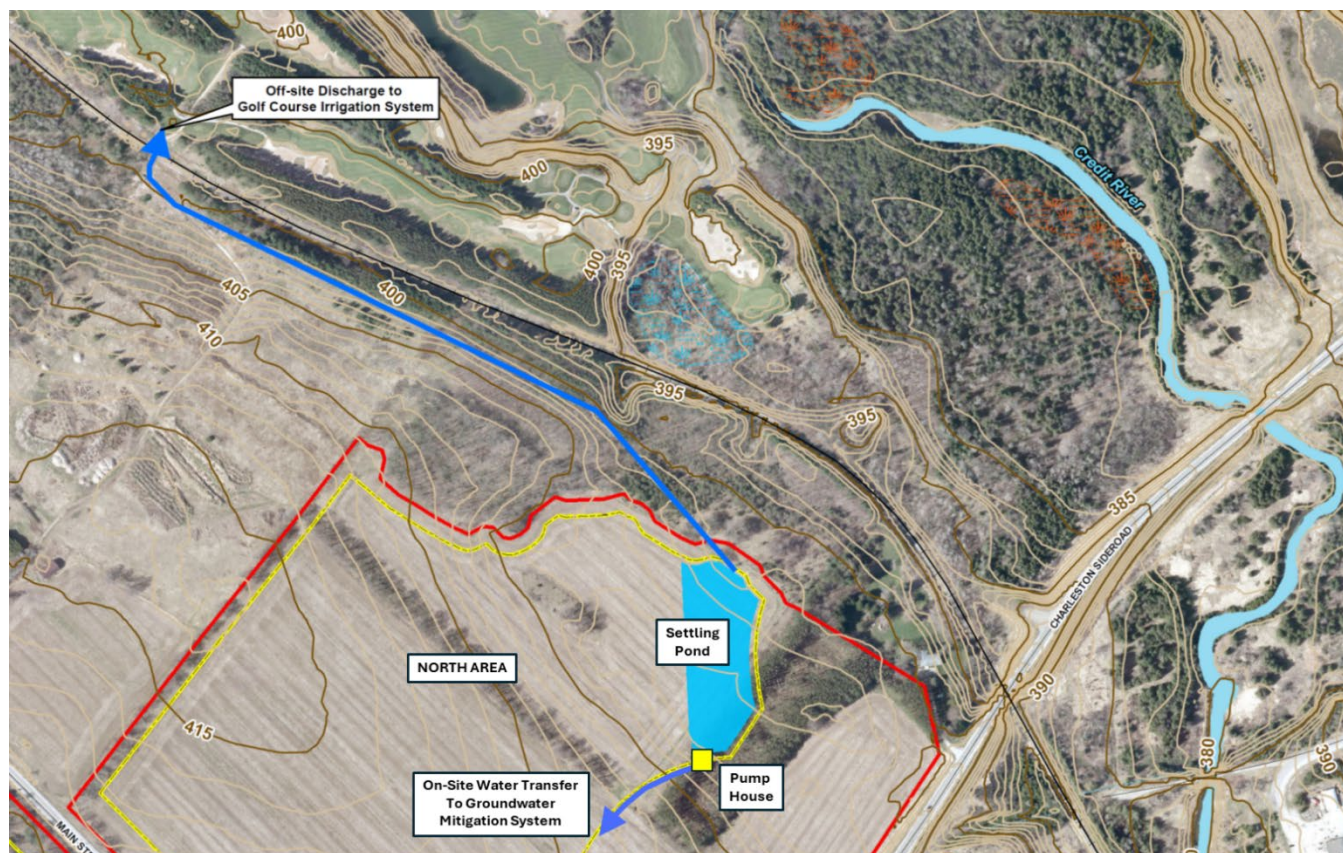 400
Off-site Discharge to
Golf Course Irrigation System
395
400
Credit River
400
395
405
400
410
395
395
385
CHARLESTON SIDEROAD
Settling
Pond
NORTH AREA
390
415
380
On-Site Water Transfer
To Groundwater
Mitigation System
Pump
House
390
MAIN